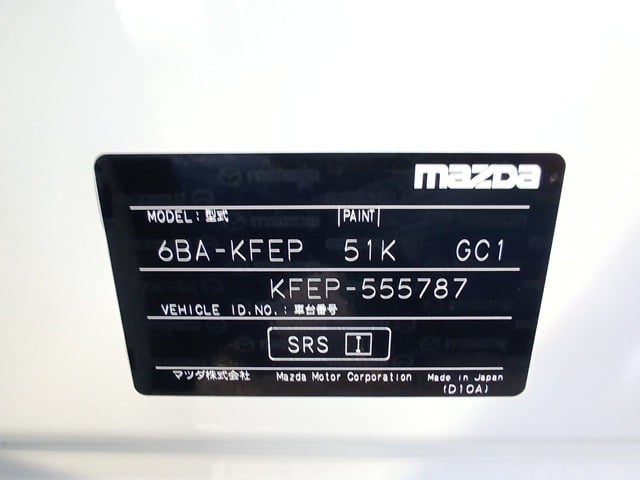 mazda
MODEL: 型式 |PAINT|
6BA-KFEP 51K GC1
KFEP-555787
VEHICLE ID.NO.: 車台番号
SRS I
マツダ株式会社 Mazda Motor Corporation Made in Japan
(D10A)